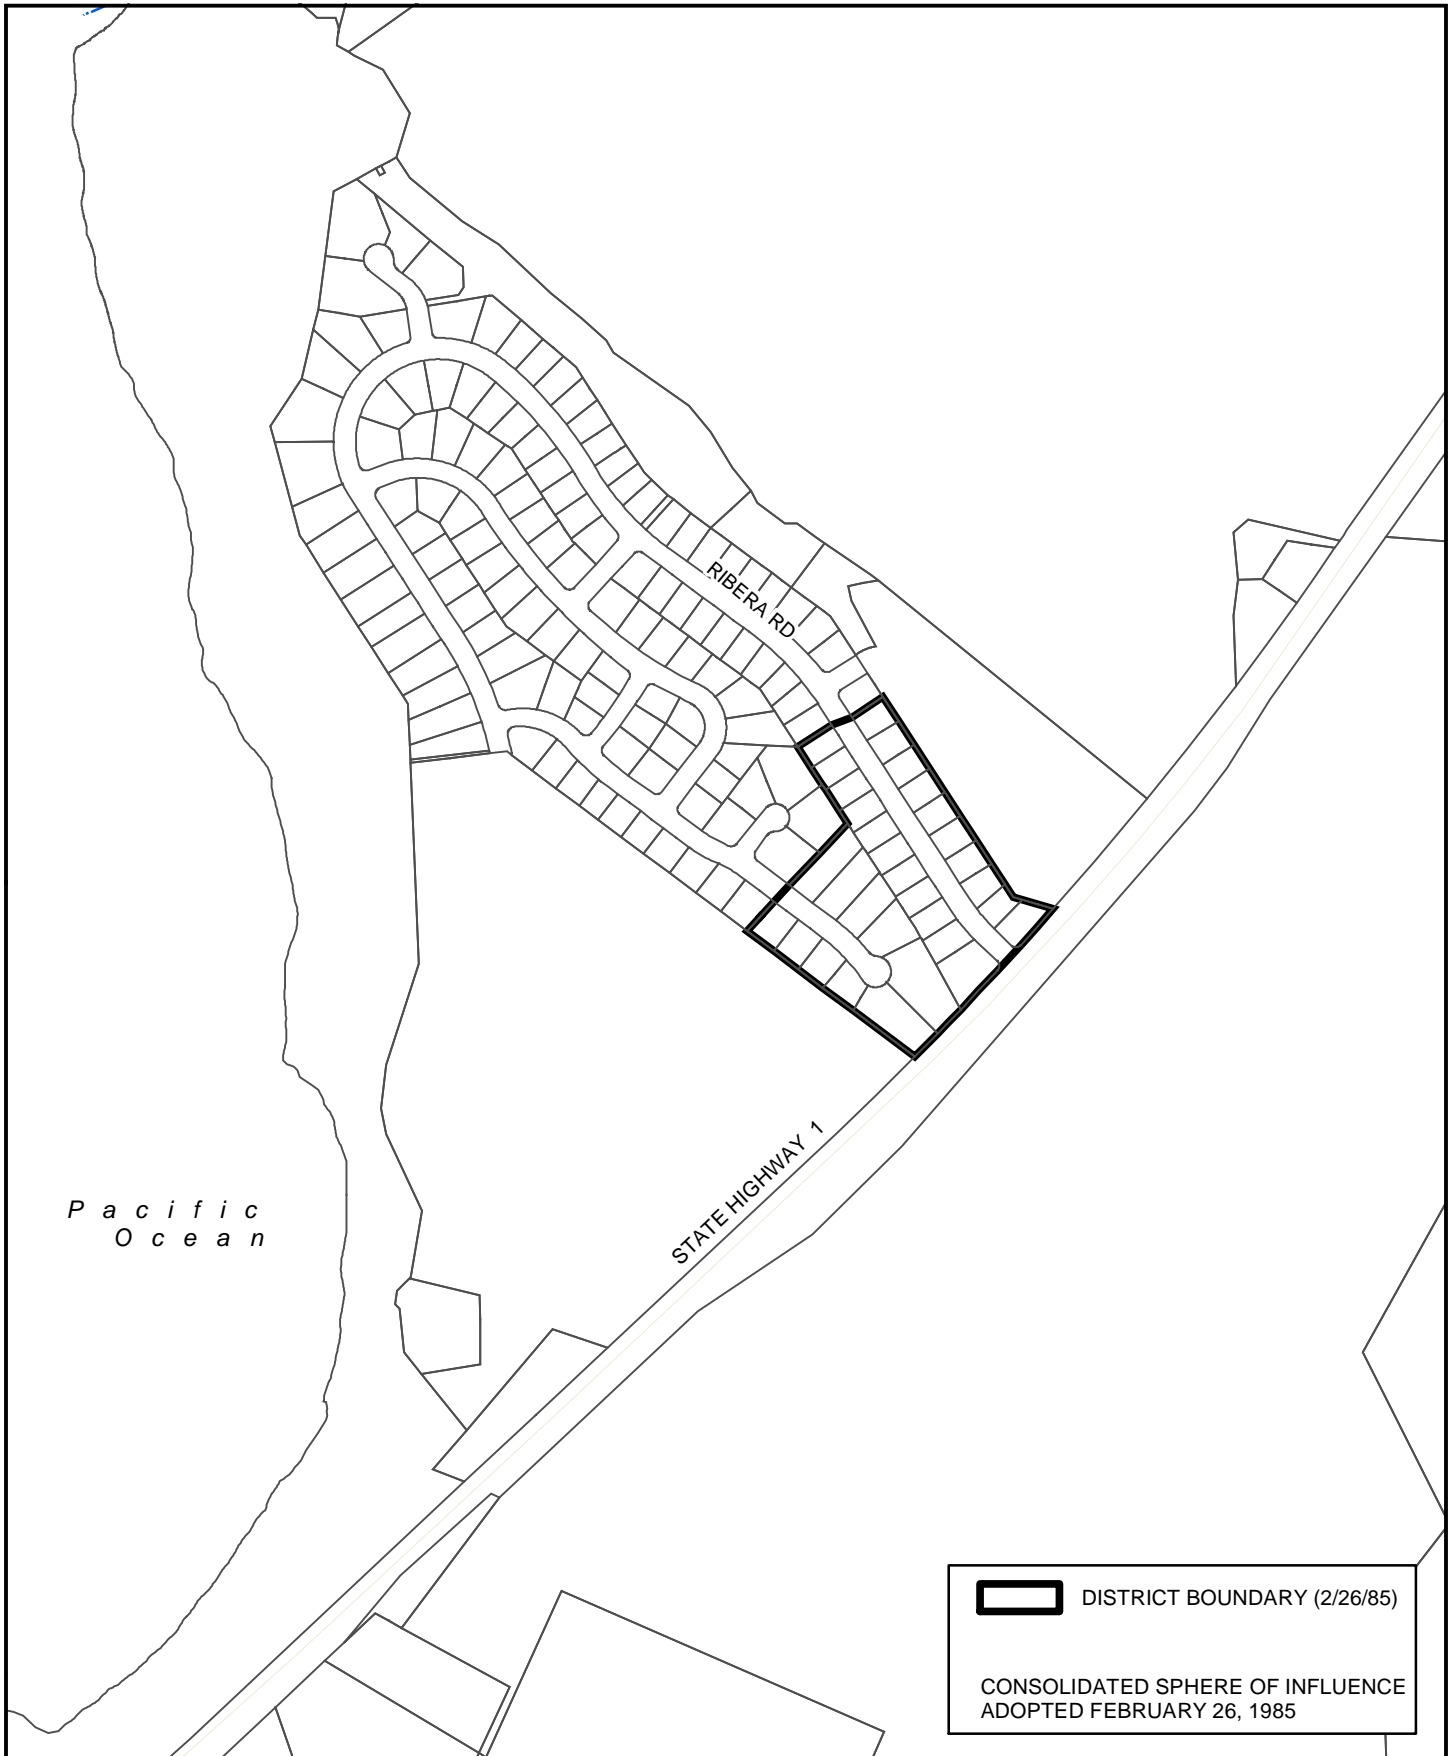 RIBERA RD
STATE HIGHWAY 1
Pacific
Ocean
DISTRICT BOUNDARY (2/26/85)
CONSOLIDATED SPHERE OF INFLUENCE
ADOPTED FEBRUARY 26, 1985